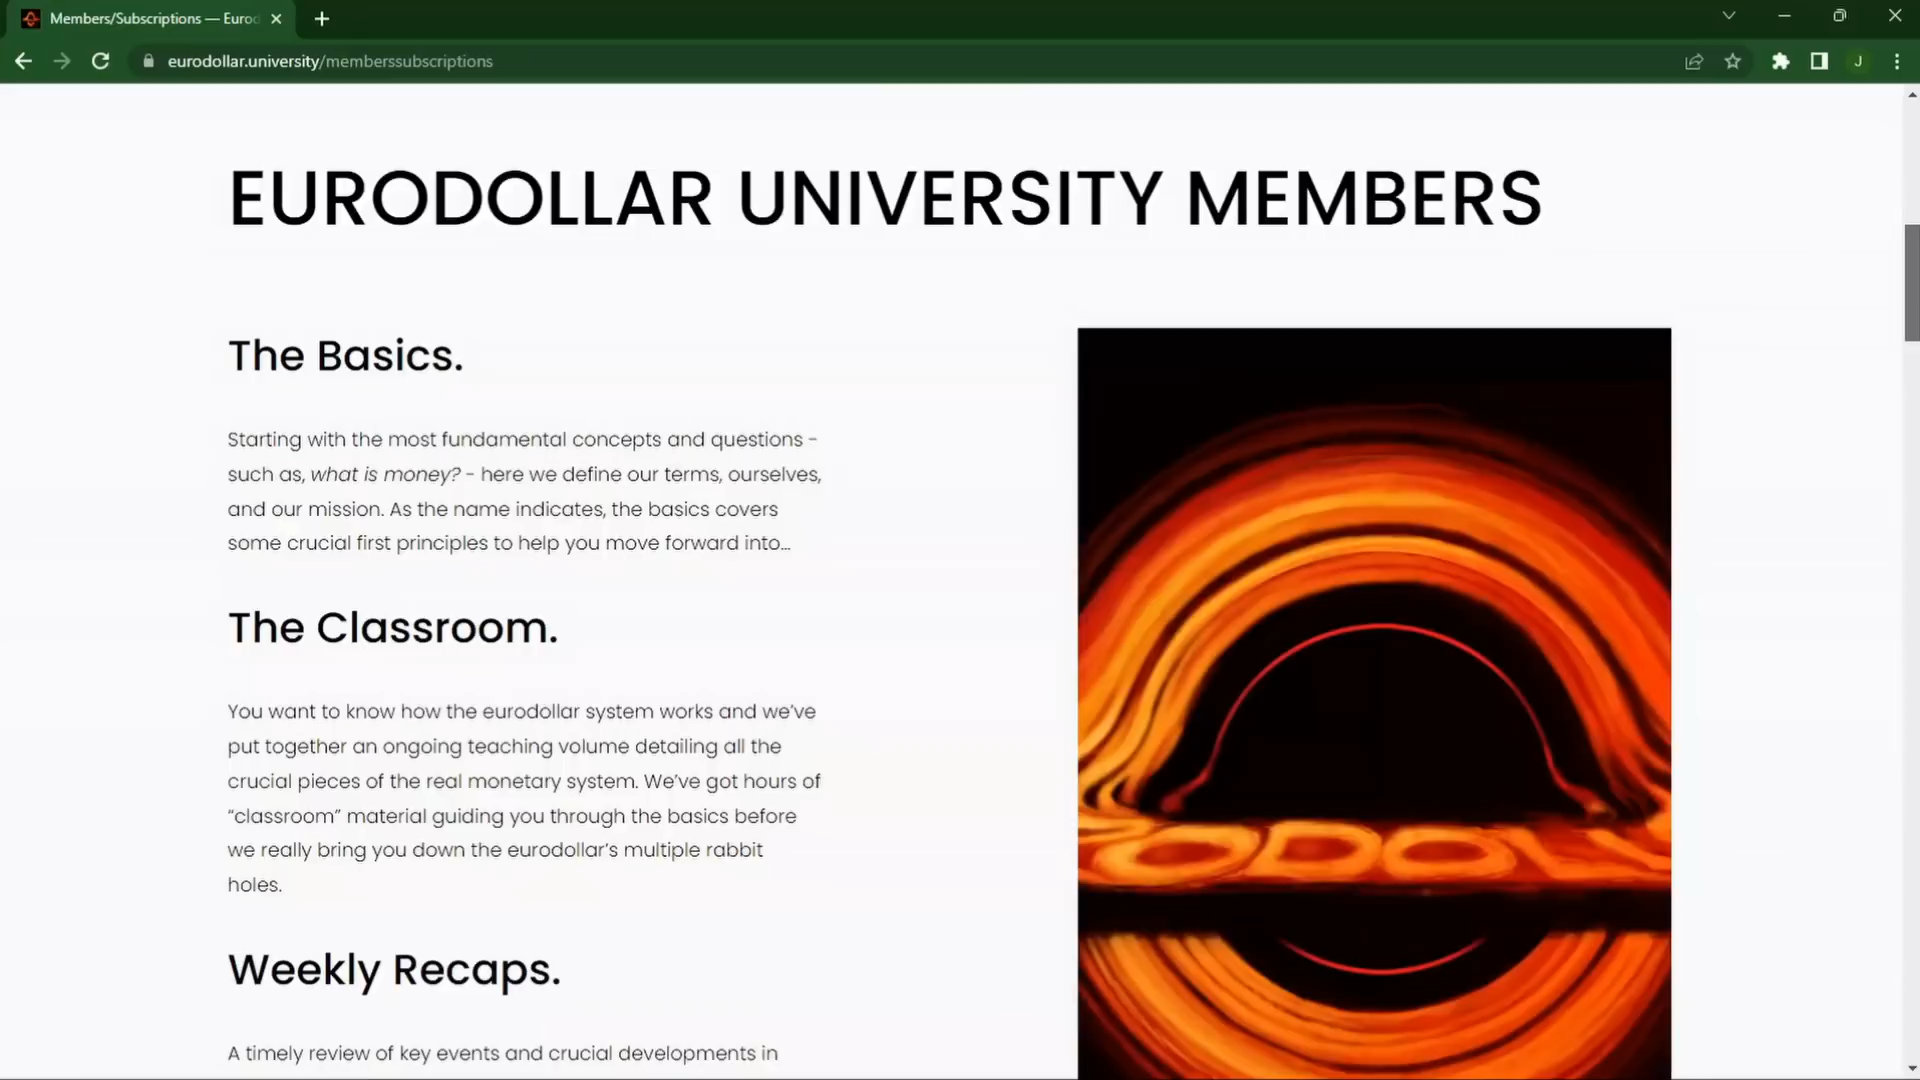 Members/Subscriptions — Euro
eurodollar.university/memberssubscriptions
J
EURODOLLAR UNIVERSITY MEMBERS
The Basics.
Starting with the most fundamental concepts and questions -
such as, what is money? - here we define our terms, ourselves,
and our mission. As the name indicates, the basics covers
some crucial first principles to help you move forward into...
The Classroom.
You want to know how the eurodollar system works and we’ve
put together an ongoing teaching volume detailing all the
crucial pieces of the real monetary system. We’ve got hours of
“classroom” material guiding you through the basics before
we really bring you down the eurodollar’s multiple rabbit
holes.
Weekly Recaps.
A timely review of key events and crucial developments in
ODOL